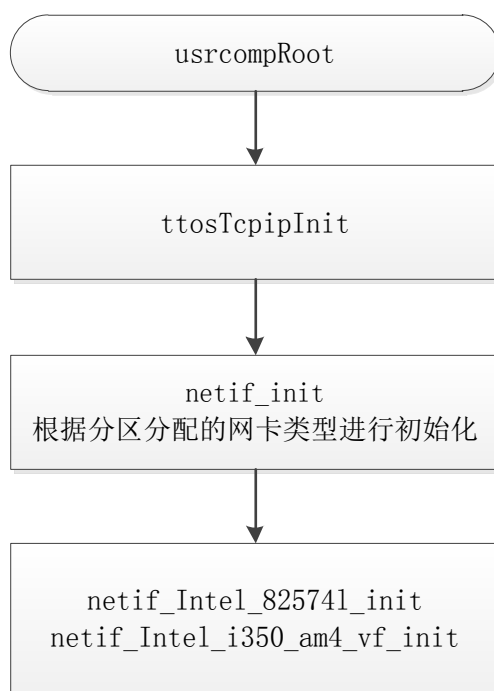 usrcompRoot
ttosTcpipInit
netif_init
根据分区分配的网卡类型进行初始化
netif_Intel_82574l_init
netif_Intel_i350_am4_vf_init